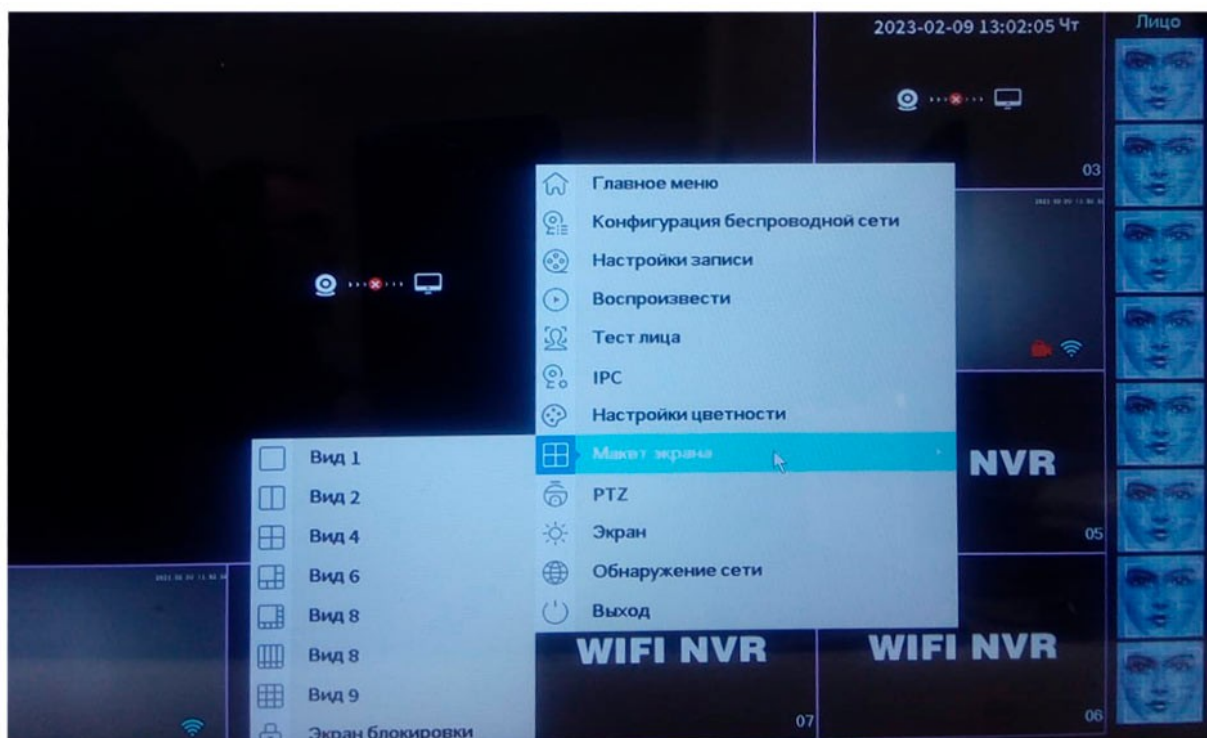 2023-02-09 13:02:05 Чт
Лицо
03
Главное меню
Конфигурация беспроводной сети
Настройки записи
Воспроизвести
Тест лица
IPC
Настройки цветности
Макет экрана
PTZ
Экран
Обнаружение сети
Выход
Вид 1
Вид 2
Вид 4
Вид 6
Вид 8
Вид 8
Вид 9
Экран блокировки
NVR
05
WIFI NVR
07
WIFI NVR
06